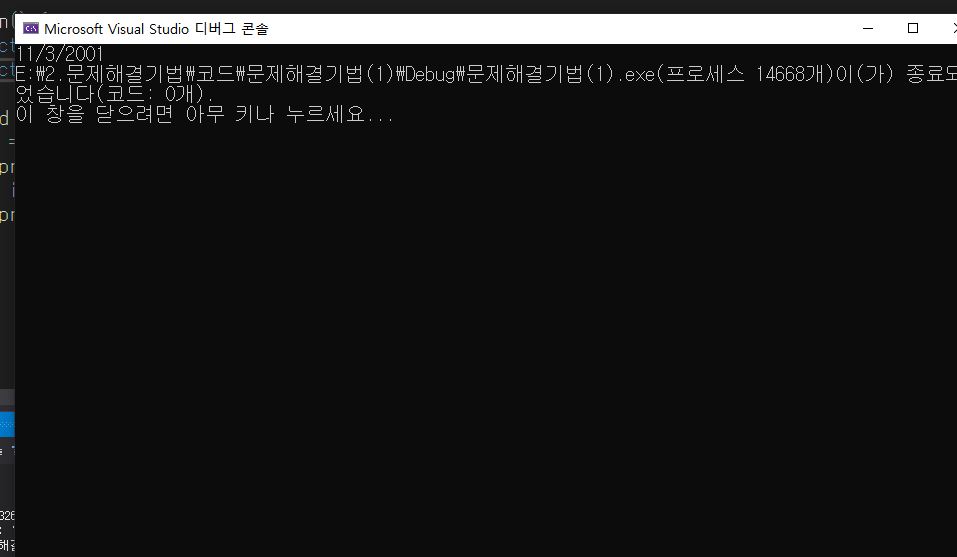 Microsoft Visual Studio 디버그 콘솔
11/3/2001
E:\2.문제해결기법\코드\문제해결기법(1)\Debug\문제해결기법(1).exe(프로세스 14668개)이(가) 종료되
었습니다(코드: 0개).
이 창을 닫으려면 아무 키나 누르세요...